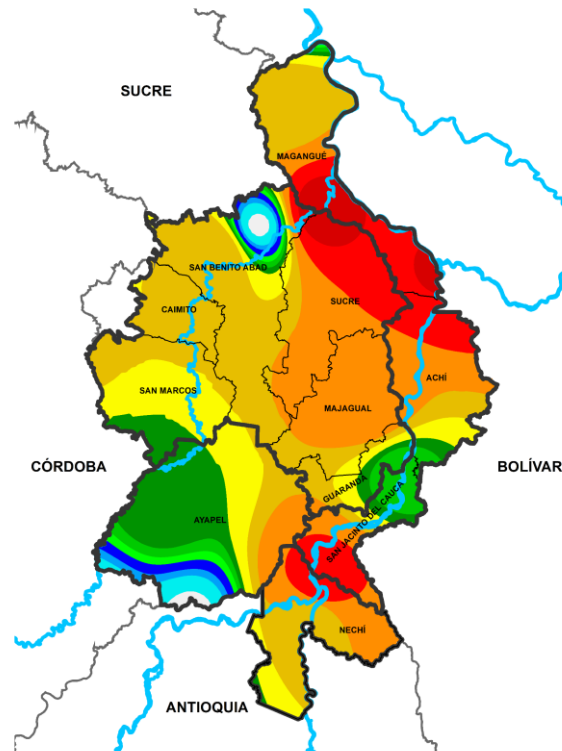 SUCRE
MAGANGUÉ
SAN BENITO ABAD
SUCRE
CAIMITO
ACHÍ
SAN MARCOS
MAJAGUAL
CÓRDOBA
BOLÍVAR
GUARANDA
SAN JACINTO DEL CAUCA
AYAPEL
NECHÍ
ANTIOQUIA